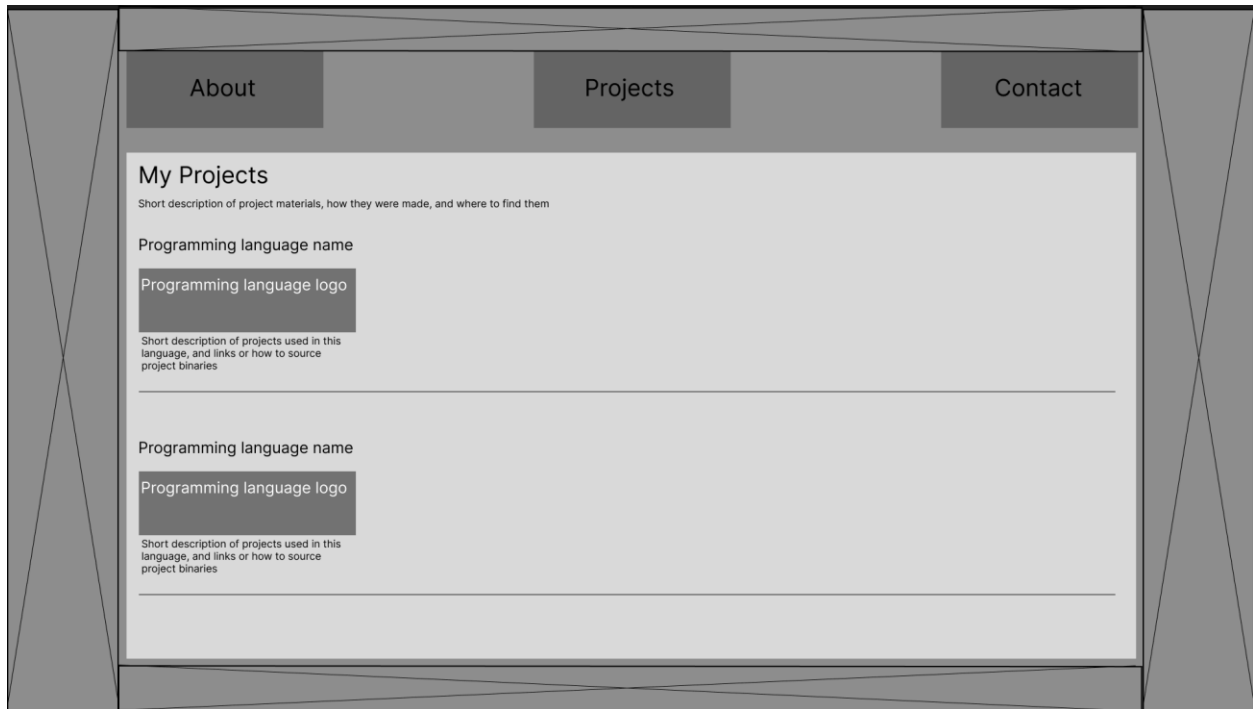 About
Projects
Contact
My Projects
Short description of project materials, how they were made, and where to find them
Programming language name
Programming language logo
Short description of projects used in this
language, and links or how to source
project binaries
Programming language name
Programming language logo
Short description of projects used in this
language, and links or how to source
project binaries